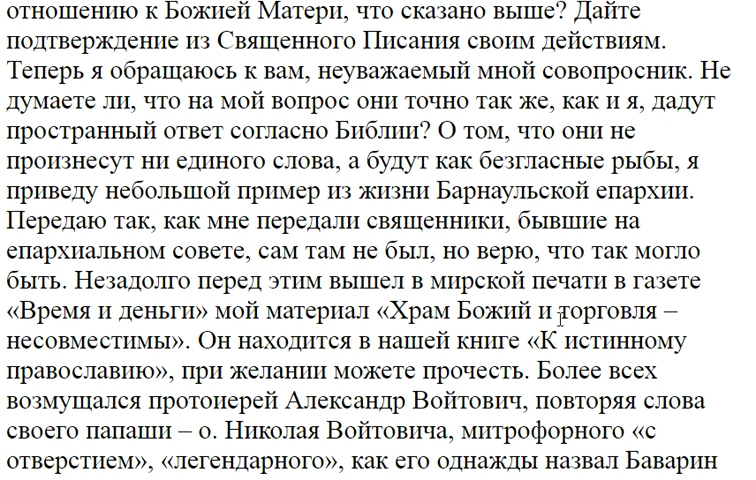 отношению к Божией Матери, что сказано выше? Дайте
подтверждение из Священного Писания своим действиям.
Теперь я обращаюсь к вам, неуважаемый мной совопросник. Не
думаете ли, что на мой вопрос они точно так же, как и я, дадут
пространный ответ согласно Библии? О том, что они не
произнесут ни единого слова, а будут как безгласные рыбы, я
приведу небольшой пример из жизни Барнаульской епархии.
Передаю так, как мне передали священники, бывшие на
епархиальном совете, сам там не был, но верю, что так могло
быть. Незадолго перед этим вышел в мирской печати в газете
«Время и деньги» мой материал «Храм Божий и торговля –
несовместимы». Он находится в нашей книге «К истинному
православию», при желании можете прочесть. Более всех
возмущался протоиерей Александр Войтович, повторяя слова
своего папаши – о. Николая Войтовича, митрофорного «с
отверстием», «легендарного», как его однажды назвал Баварин